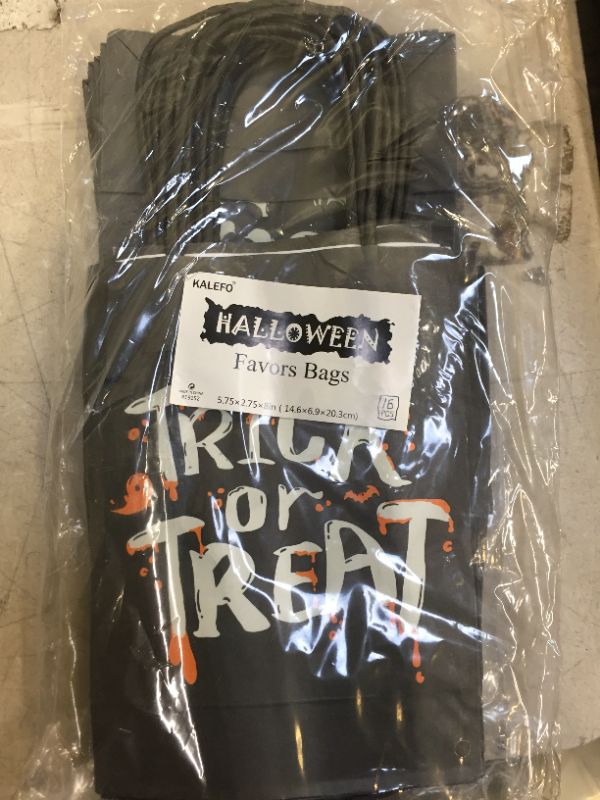 KALEFO®
HALLOWEEN
Favors Bags
5.75×2.75×8in ( 14.6×6.9×20.3cm)
16
PCS
TRICK
or
TREAT